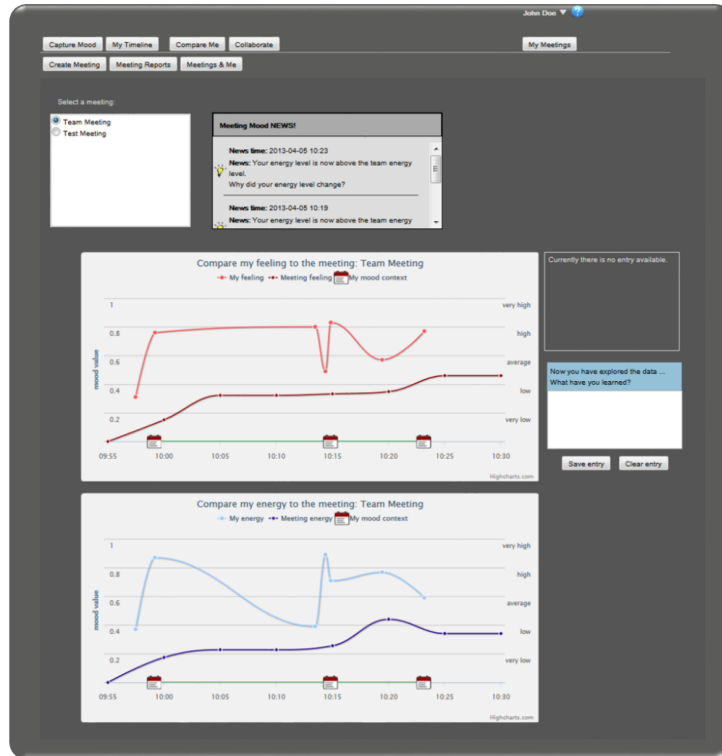 John Doe ▼ ?
Capture Mood My Timeline Compare Me Collaborate My Meetings
Create Meeting Meeting Reports Meetings & Me
Select a meeting:
Team Meeting
Test Meeting
Meeting Mood NEWS!
News time: 2013-04-05 10:23
News: Your energy level is now above the team energy
level.
Why did your energy level change?
News time: 2013-04-05 10:19
News: Your energy level is now above the team energy
Compare my feeling to the meeting: Team Meeting
My feeling Meeting feeling My mood context
1 very high
0.8 high
0.6 average
0.4 low
0.2 very low
mood value
09:55 10:00 10:05 10:10 10:15 10:20 10:25 10:30
Highcharts.com
Currently there is no entry available.
Now you have explored the data ...
What have you learned?
Save entry Clear entry
Compare my energy to the meeting: Team Meeting
My energy Meeting energy My mood context
1 very high
0.8 high
0.6 average
0.4 low
0.2 very low
mood value
09:55 10:00 10:05 10:10 10:15 10:20 10:25 10:30
Highcharts.com